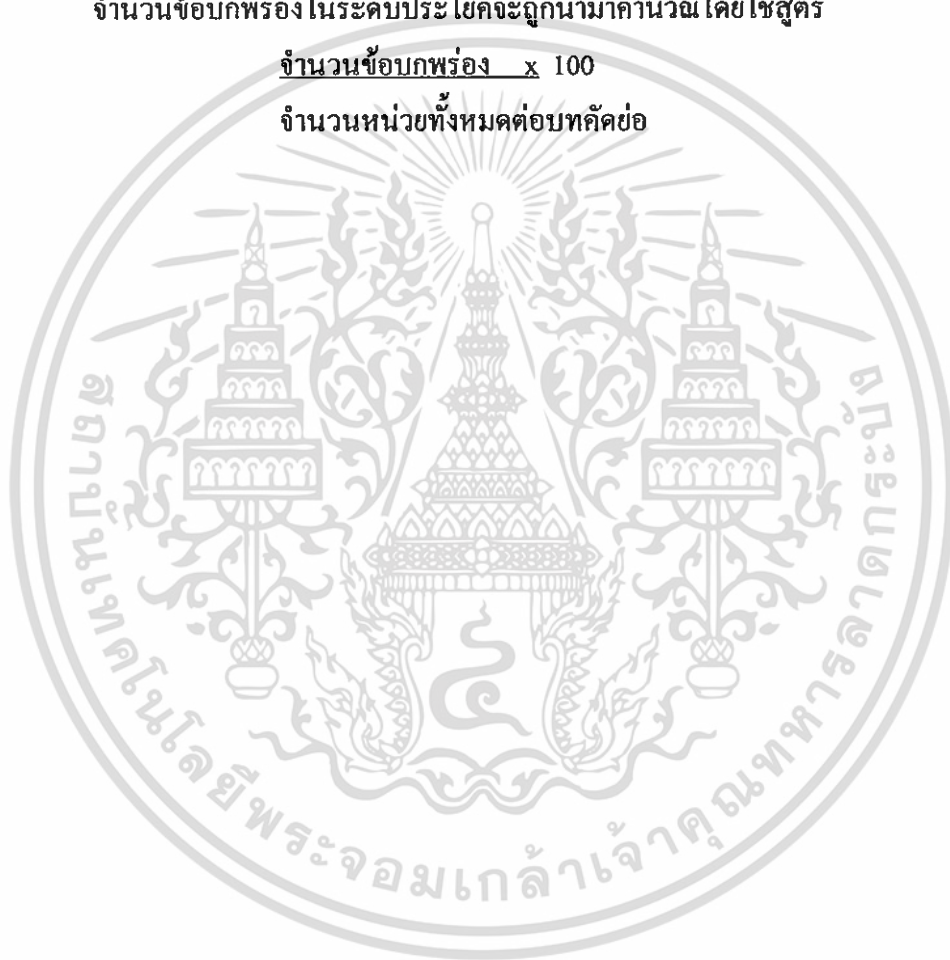 จำนวนข้อบกพร่องในระดับประโยคจะถูกนำมาคำนวณโดยใช้สูตร
จำนวนข้อบกพร่อง x 100
จำนวนหน่วยทั้งหมดต่อบทคัดย่อ
สถาบันเทคโนโลยีพระจอมเกล้าเจ้าคุณทหารลาดกระบัง